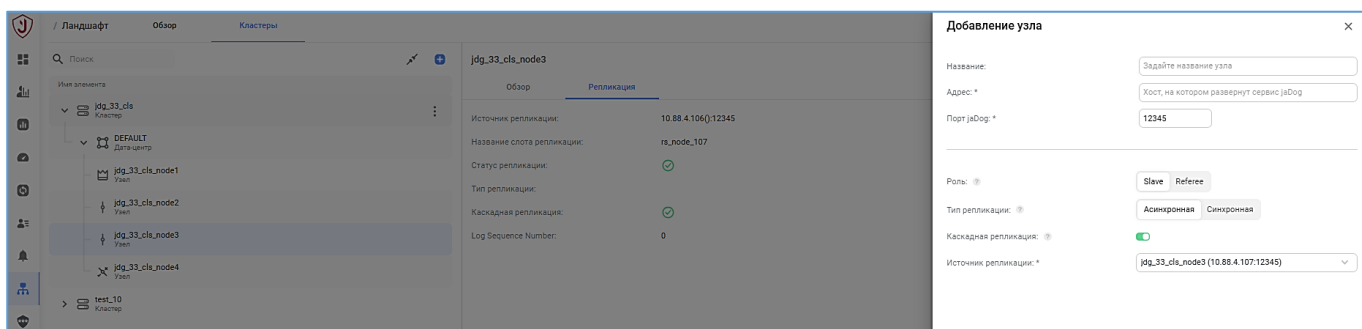 / Ландшафт Обзор Кластеры
Поиск
Имя элемента
jdg_33_cls
Кластер
DEFAULT
Дата-центр
jdg_33_cls_node1
Узел
jdg_33_cls_node2
Узел
jdg_33_cls_node3
Узел
jdg_33_cls_node4
Узел
test_10
Кластер
jdg_33_cls_node3
Обзор Репликация
Источник репликации: 10.88.4.106():12345
Название слота репликации: rs_node_107
Статус репликации:
Тип репликации:
Каскадная репликация:
Log Sequence Number: 0
Добавление узла
Название: Задайте название узла
Адрес: * Хост, на котором развернут сервис jaDog
Порт jaDog: * 12345
Роль: Slave Referee
Тип репликации: Асинхронная Синхронная
Каскадная репликация:
Источник репликации: * jdg_33_cls_node3 (10.88.4.107:12345)